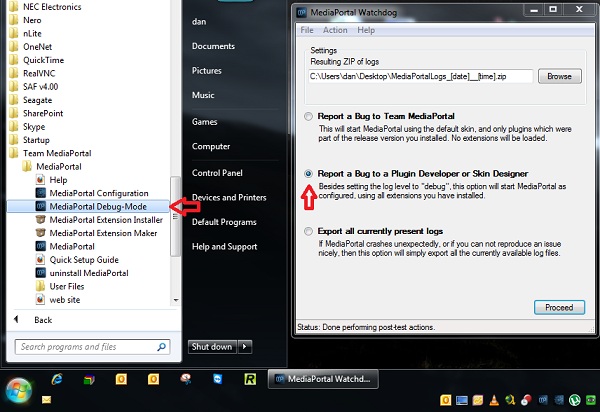 NEC Electronics
Nero
nLite
OneNet
QuickTime
RealVNC
SAF v4.00
Seagate
SharePoint
Skype
Startup
Team MediaPortal
MediaPortal
Help
MediaPortal Configuration
MediaPortal Debug-Mode
MediaPortal Extension Installer
MediaPortal Extension Maker
MediaPortal
Quick Setup Guide
uninstall MediaPortal
User Files
web site
Back
Search programs and files
dan
Documents
Pictures
Music
Games
Computer
Control Panel
Devices and Printers
Default Programs
Help and Support
Shut down
MediaPortal Watchdog
File Action Help
Settings
Resulting ZIP of logs
C:\Users\dan\Desktop\MediaPortalLogs_[date]__[time].zip
Browse
Report a Bug to Team MediaPortal
This will start MediaPortal using the default skin, and only plugins which were
part of the release version you installed. No extensions will be loaded.
Report a Bug to a Plugin Developer or Skin Designer
Besides setting the log level to "debug", this option will start MediaPortal as
configured, using all extensions you have installed.
Export all currently present logs
If MediaPortal crashes unexpectedly, or if you can not reproduce an issue
nicely, then this option will simply export all the currently available log files.
Proceed
Status: Done performing post-test actions.
MediaPortal Watchd...